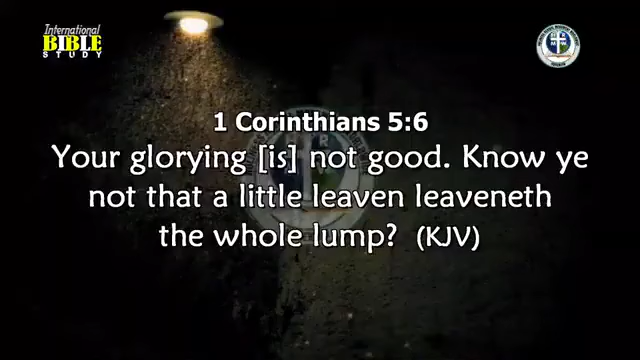 International
BIBLE
STUDY
1 Corinthians 5:6
Your glorying [is] not good. Know ye
not that a little leaven leaveneth
the whole lump? (KJV)